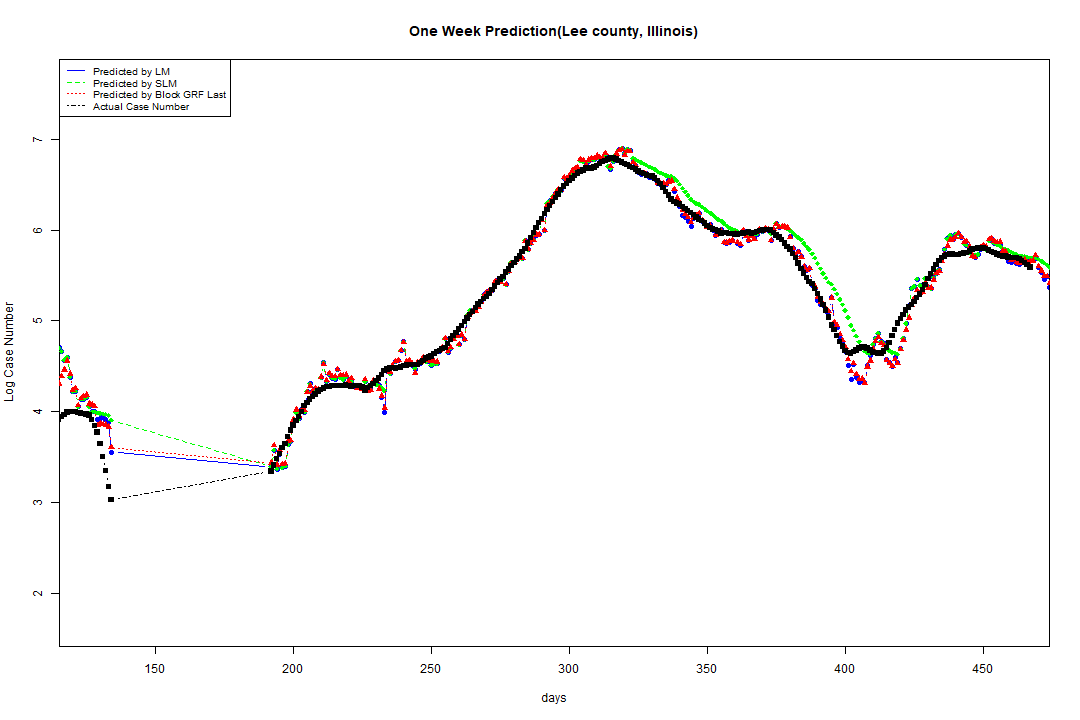 One Week Prediction(Lee county, Illinois)
Predicted by LM
Predicted by SLM
Predicted by Block GRF Last
Actual Case Number
Log Case Number
7
6
5
4
3
2
150 200 250 300 350 400 450
days